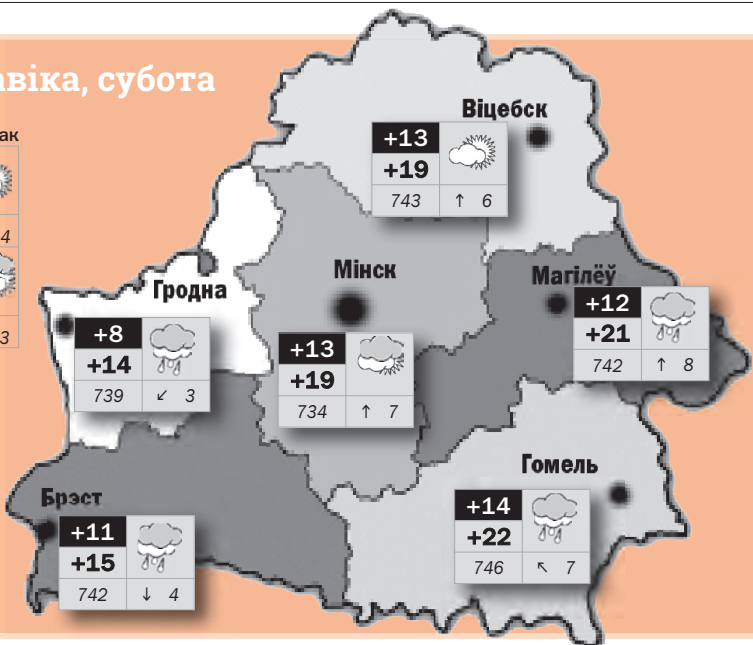 авіка, субота
ак
4
3
Віцебск
+13
+19
743 ↑ 6
Мінск
+13
+19
734 ↑ 7
Магілёў
+12
+21
742 ↑ 8
Гродна
+8
+14
739 ↙ 3
Гомель
+14
+22
746 ↖ 7
Брэст
+11
+15
742 ↓ 4